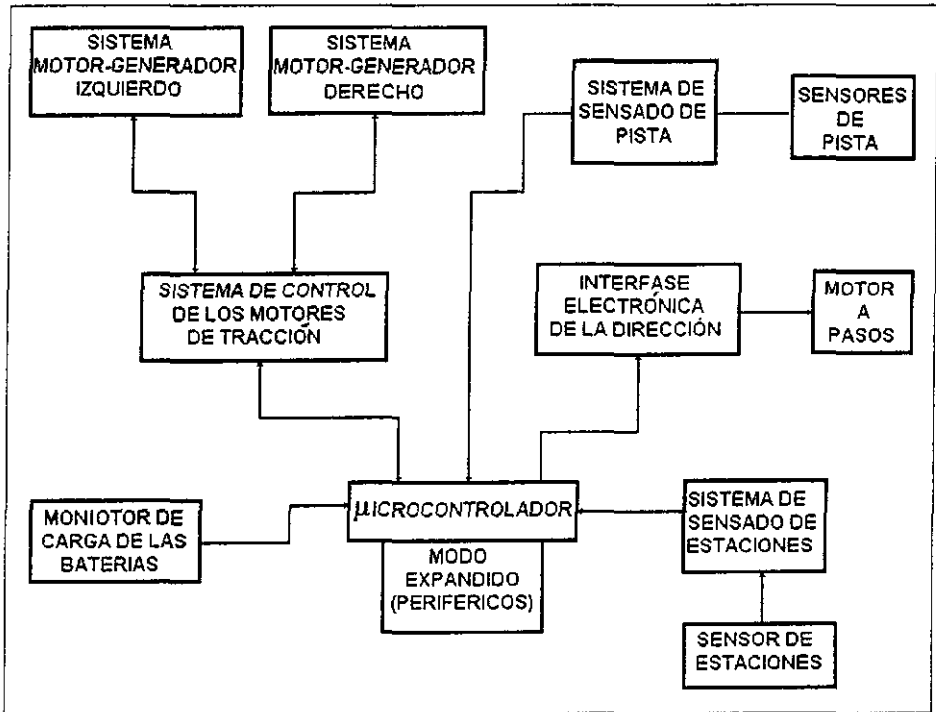 SISTEMA
MOTOR-GENERADOR
IZQUIERDO
SISTEMA
MOTOR-GENERADOR
DERECHO
SISTEMA DE
SENSADO DE
PISTA
SENSORES
DE
PISTA
SISTEMA DE CONTROL
DE LOS MOTORES
DE TRACCIÓN
INTERFASE
ELECTRÓNICA
DE LA DIRECCIÓN
MOTOR
A
PASOS
MONIOTOR DE
CARGA DE LAS
BATERIAS
µICROCONTROLADOR
MODO
EXPANDIDO
(PERIFERICOS)
SISTEMA DE
SENSADO DE
ESTACIONES
SENSOR DE
ESTACIONES